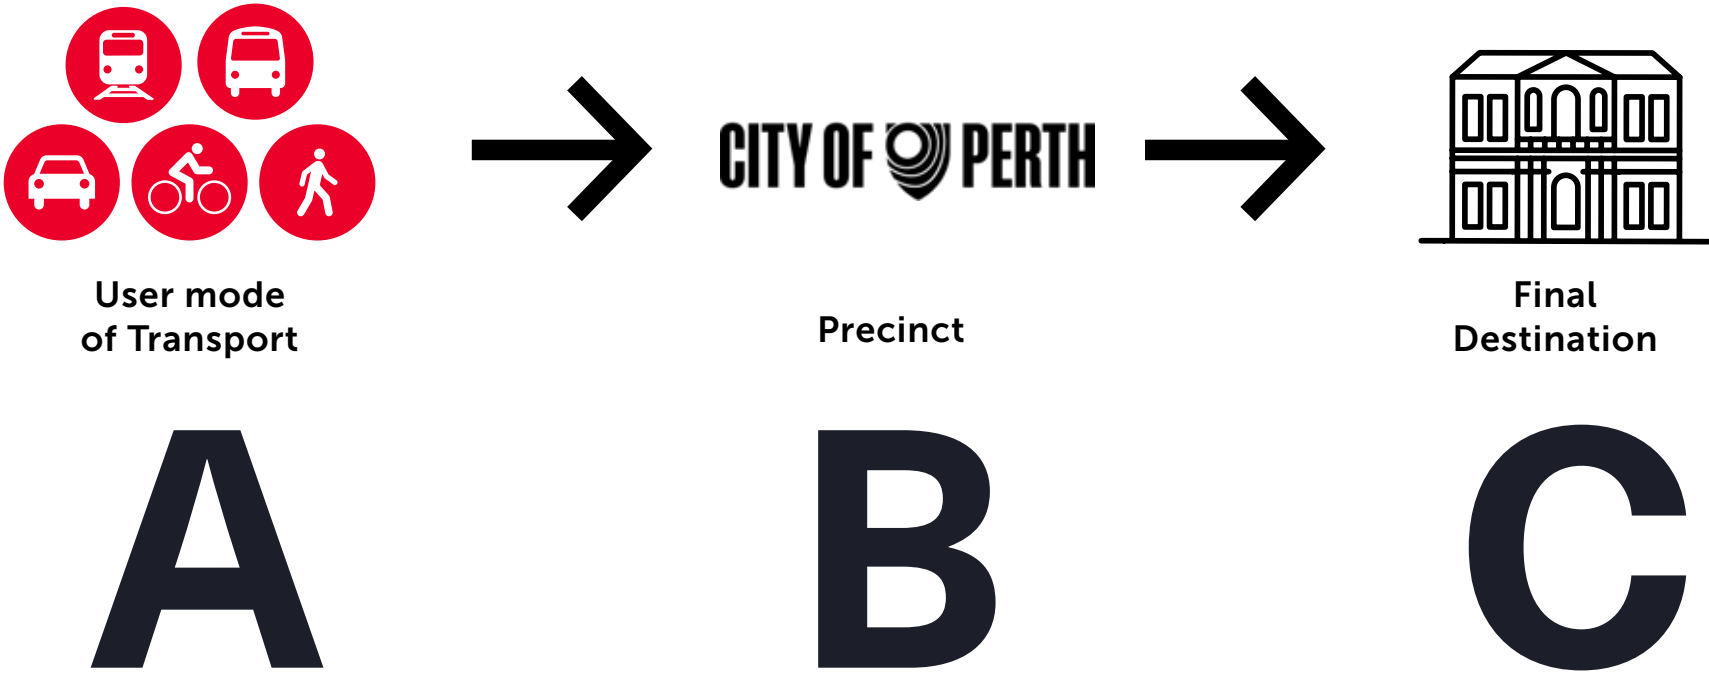 CITY OF PERTH
User mode
of Transport
Precinct
Final
Destination
A
B
C